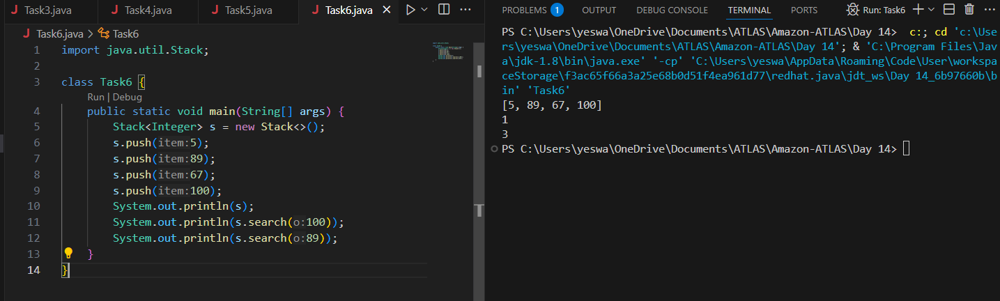 Task3.java
Task4.java
Task5.java
Task6.java
Task6.java > Task6
1 import java.util.Stack;
2
3 class Task6 {
Run | Debug
4 public static void main(String[] args) {
5 Stack<Integer> s = new Stack<>();
6 s.push(item:5);
7 s.push(item:89);
8 s.push(item:67);
9 s.push(item:100);
10 System.out.println(s);
11 System.out.println(s.search(o:100));
12 System.out.println(s.search(o:89));
13 }
14 }
PROBLEMS 1 OUTPUT DEBUG CONSOLE TERMINAL PORTS Run: Task6
PS C:\Users\yeswa\OneDrive\Documents\ATLAS\Amazon-ATLAS\Day 14> c:; cd 'c:\Use
rs\yeswa\OneDrive\Documents\ATLAS\Amazon-ATLAS\Day 14'; & 'C:\Program Files\Jav
a\jdk-1.8\bin\java.exe' '-cp' 'C:\Users\yeswa\AppData\Roaming\Code\User\workspa
ceStorage\f3ac65f66a3a25e68b0d51f4ea961d77\redhat.java\jdt_ws\Day 14_6b97660b\b
in' 'Task6'
[5, 89, 67, 100]
1
3
PS C:\Users\yeswa\OneDrive\Documents\ATLAS\Amazon-ATLAS\Day 14>